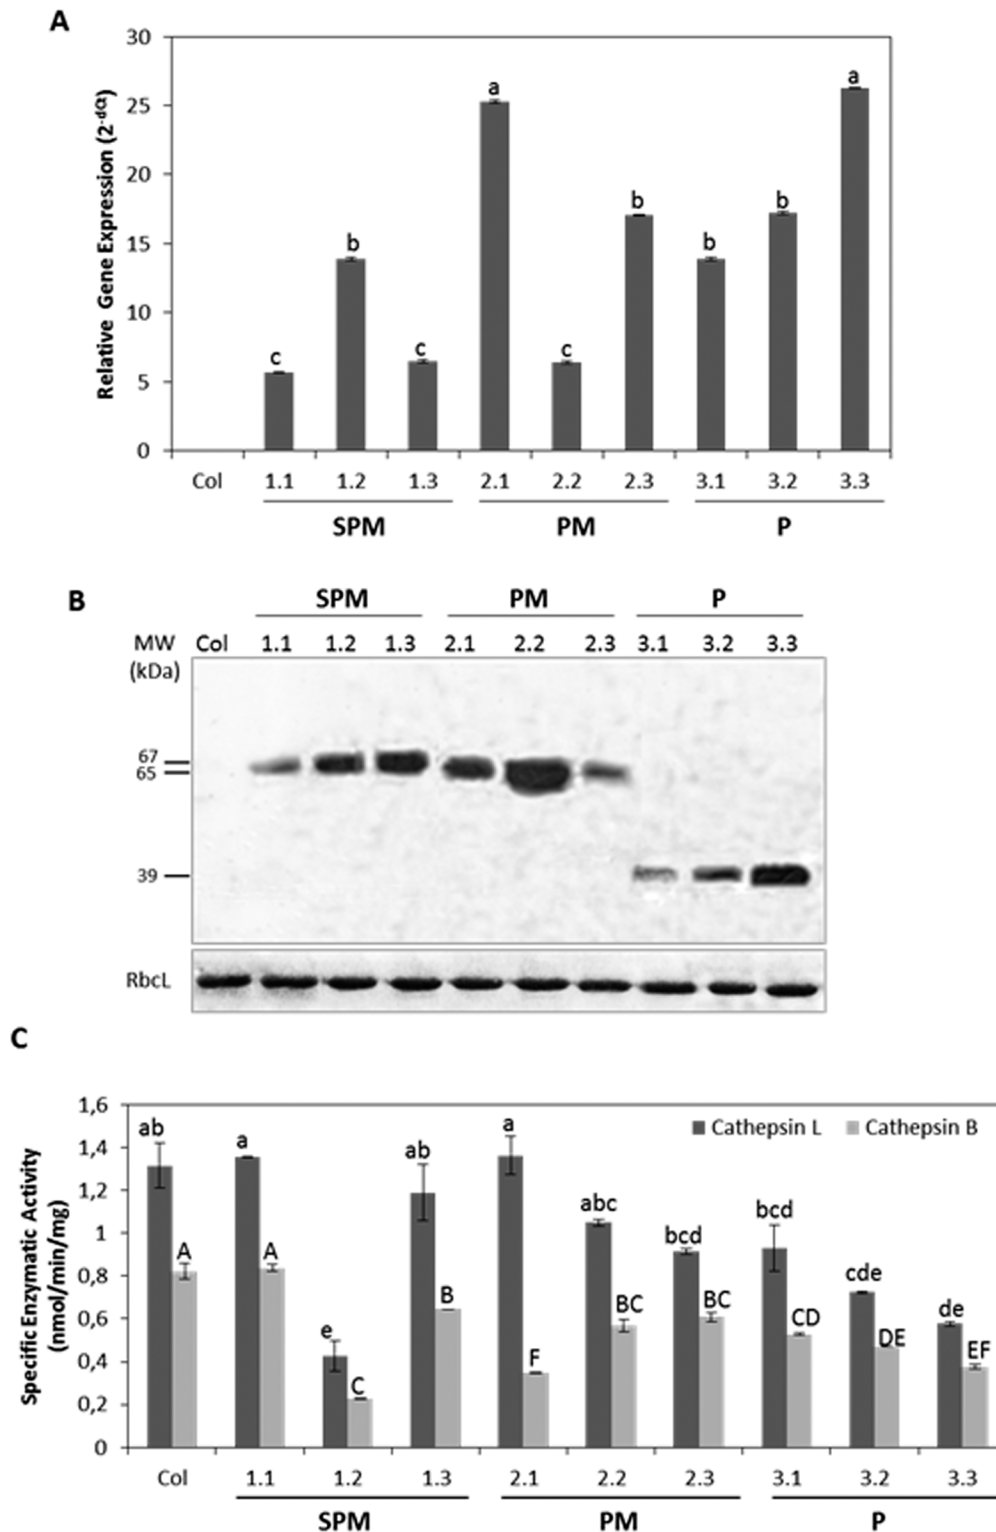 A
Relative Gene Expression (2-dα)
30
25
20
15
10
5
0
c
b
c
a
c
b
b
b
a
Col 1.1 1.2 1.3 2.1 2.2 2.3 3.1 3.2 3.3
SPM PM P
B
SPM PM P
MW Col 1.1 1.2 1.3 2.1 2.2 2.3 3.1 3.2 3.3
(kDa)
67
65
39
RbcL
C
Specific Enzymatic Activity
(nmol/min/mg)
1,6
1,4
1,2
1
0,8
0,6
0,4
0,2
0
Cathepsin L Cathepsin B
ab A
a A
e C
ab B
a F
abc BC
bcd BC
bcd CD
cde DE
de EF
Col 1.1 1.2 1.3 2.1 2.2 2.3 3.1 3.2 3.3
SPM PM P